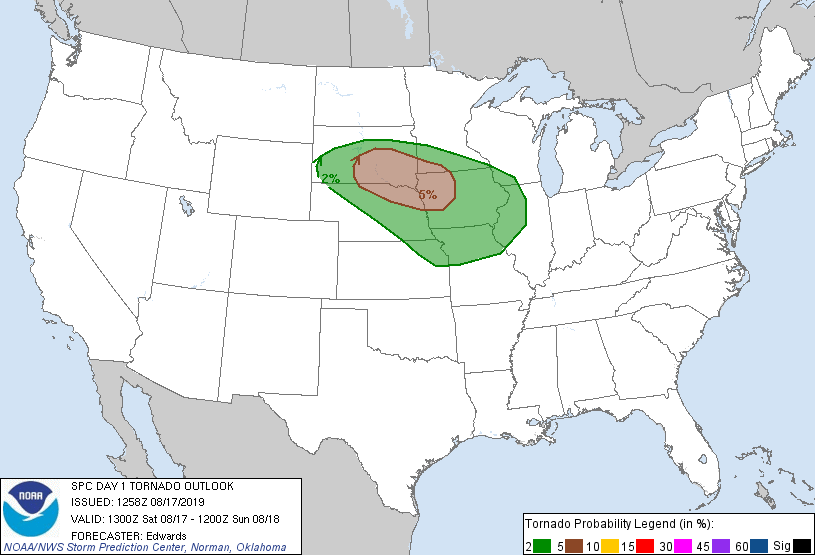 2%
5%
NOAA
SPC DAY 1 TORNADO OUTLOOK
ISSUED: 1258Z 08/17/2019
VALID: 1300Z Sat 08/17 - 1200Z Sun 08/18
FORECASTER: Edwards
NOAA/NWS Storm Prediction Center, Norman, Oklahoma
Tornado Probability Legend (in %):
2 5 10 15 30 45 60 Sig